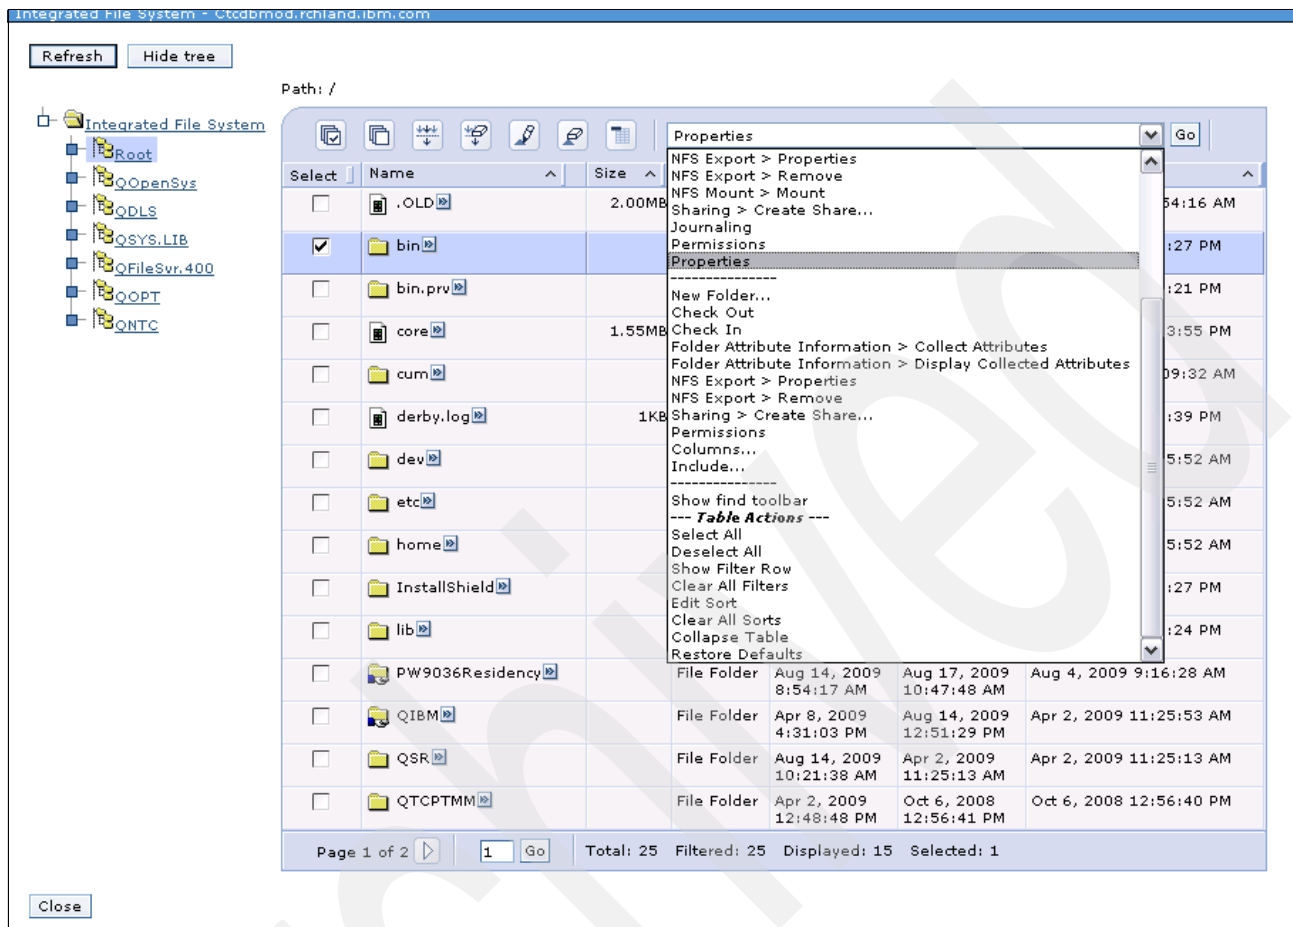 Integrated File System - Ctcdbmod.rchland.ibm.com
Refresh Hide tree
Path: /
Integrated File System
Root
QOpenSys
QDLS
QSYS.LIB
QFileSvr.400
QOPT
QNTC
Properties Go
Select Name Size
.OLD 2.00MB 54:16 AM
bin :27 PM
bin.prv :21 PM
core 1.55MB 3:55 PM
cum 09:32 AM
derby.log 1KB :39 PM
dev 5:52 AM
etc 5:52 AM
home 5:52 AM
InstallShield :27 PM
lib :24 PM
NFS Export > Properties
NFS Export > Remove
NFS Mount > Mount
Sharing > Create Share...
Journaling
Permissions
Properties
---------------
New Folder...
Check Out
Check In
Folder Attribute Information > Collect Attributes
Folder Attribute Information > Display Collected Attributes
NFS Export > Properties
NFS Export > Remove
Sharing > Create Share...
Permissions
Columns...
Include...
---------------
Show find toolbar
--- Table Actions ---
Select All
Deselect All
Show Filter Row
Clear All Filters
Edit Sort
Clear All Sorts
Collapse Table
Restore Defaults
PW9036Residency File Folder Aug 14, 2009 Aug 17, 2009 Aug 4, 2009 9:16:28 AM
8:54:17 AM 10:47:48 AM
QIBM File Folder Apr 8, 2009 Aug 14, 2009 Apr 2, 2009 11:25:53 AM
4:31:03 PM 12:51:29 PM
QSR File Folder Aug 14, 2009 Apr 2, 2009 Apr 2, 2009 11:25:13 AM
10:21:38 AM 11:25:13 AM
QTCPTMM File Folder Apr 2, 2009 Oct 6, 2008 Oct 6, 2008 12:56:40 PM
12:48:48 PM 12:56:41 PM
Page 1 of 2 1 Go Total: 25 Filtered: 25 Displayed: 15 Selected: 1
Close